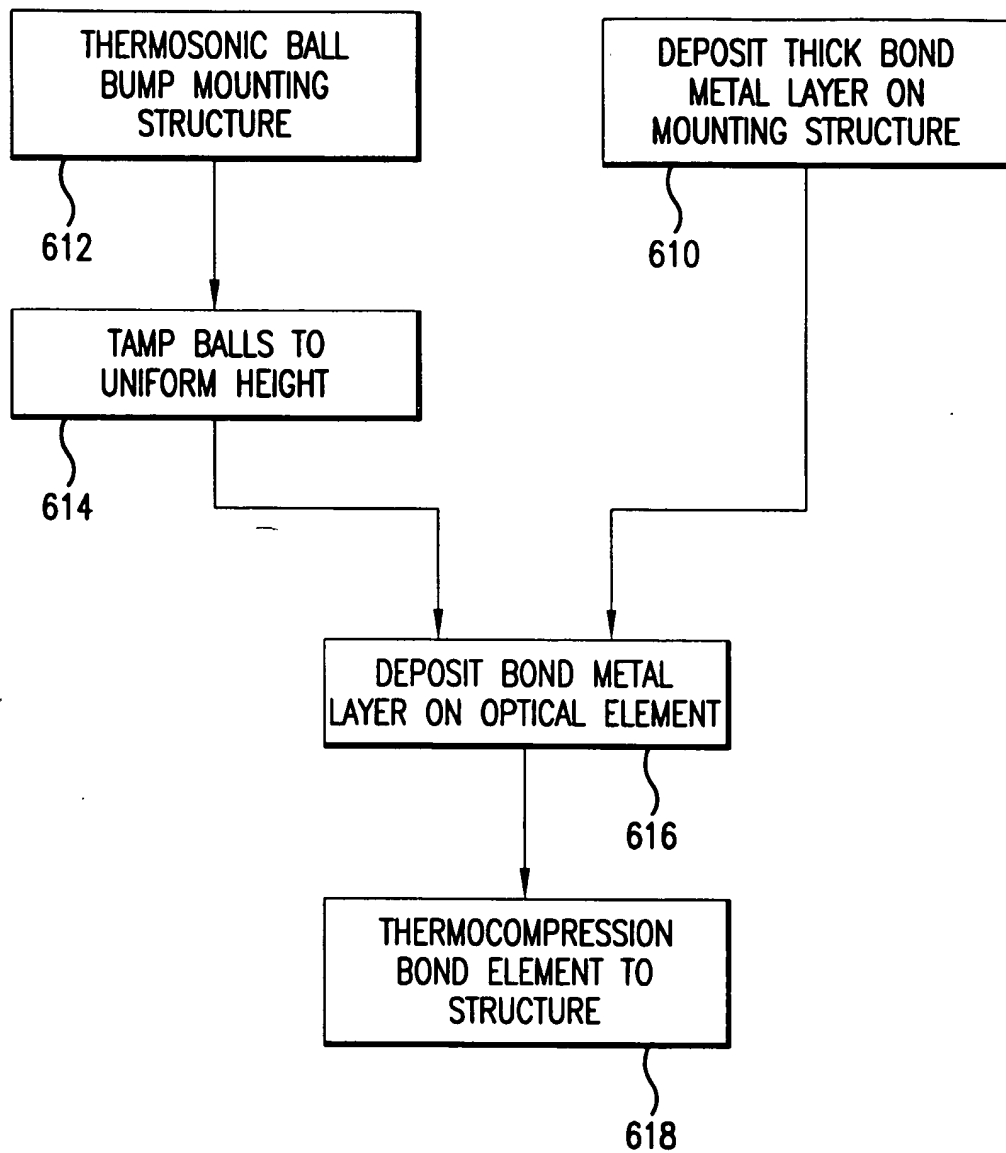 THERMOSONIC BALL
BUMP MOUNTING
STRUCTURE
612
DEPOSIT THICK BOND
METAL LAYER ON
MOUNTING STRUCTURE
610
TAMP BALLS TO
UNIFORM HEIGHT
614
DEPOSIT BOND METAL
LAYER ON OPTICAL ELEMENT
616
THERMOCOMPRESSION
BOND ELEMENT TO
STRUCTURE
618